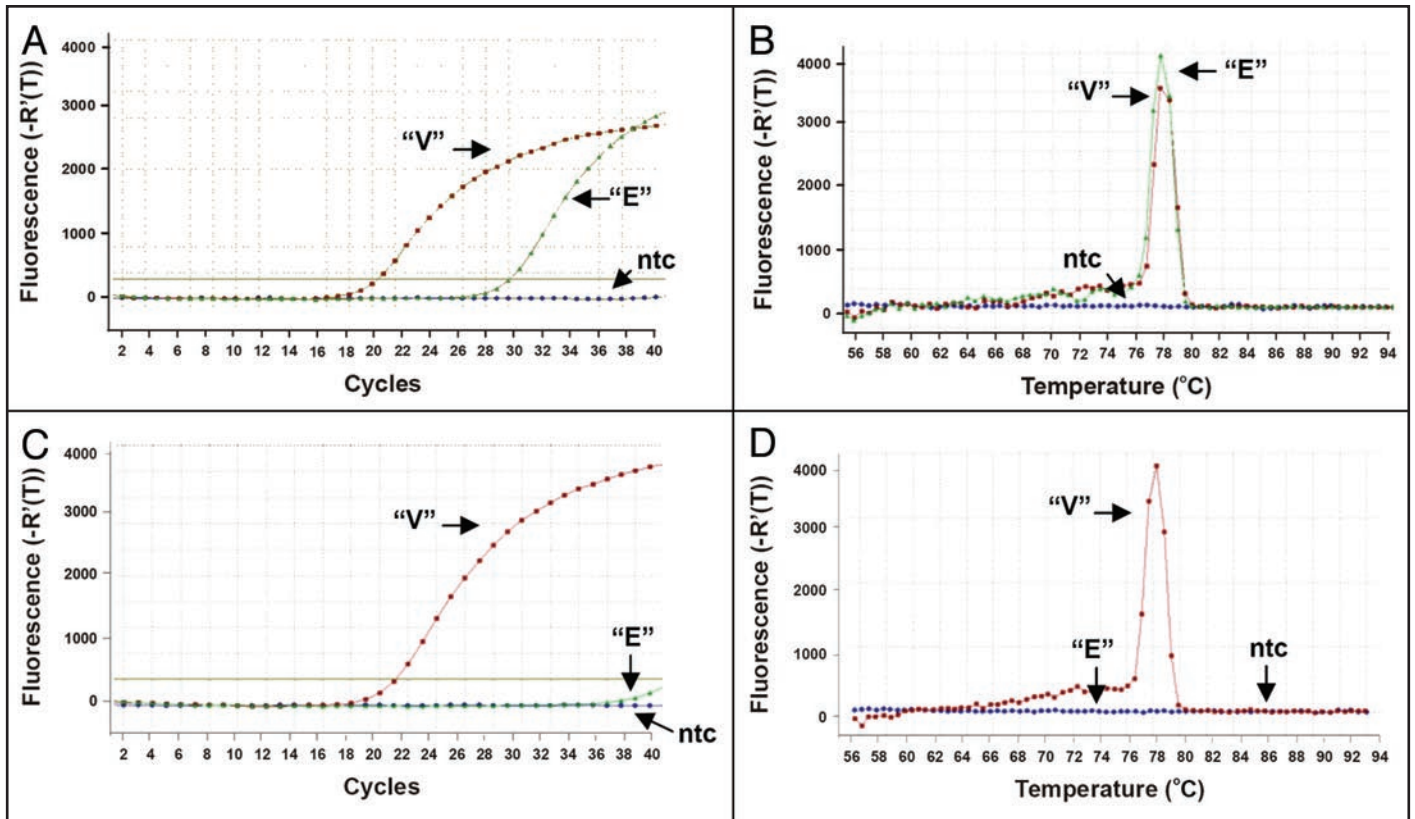 A
Fluorescence (-R'(T))
4000
3000
2000
1000
0
“V”
“E”
ntc
2 4 6 8 10 12 14 16 18 20 22 24 26 28 30 32 34 36 38 40
Cycles
B
Fluorescence (-R'(T))
4000
3000
2000
1000
0
“V”
“E”
ntc
56 58 60 62 64 66 68 70 72 74 76 78 80 82 84 86 88 90 92 94
Temperature (°C)
C
Fluorescence (-R'(T))
4000
3000
2000
1000
0
“V”
“E”
ntc
2 4 6 8 10 12 14 16 18 20 22 24 26 28 30 32 34 36 38 40
Cycles
D
Fluorescence (-R'(T))
4000
3000
2000
1000
0
“V”
“E”
ntc
56 58 60 62 64 66 68 70 72 74 76 78 80 82 84 86 88 90 92 94
Temperature (°C)